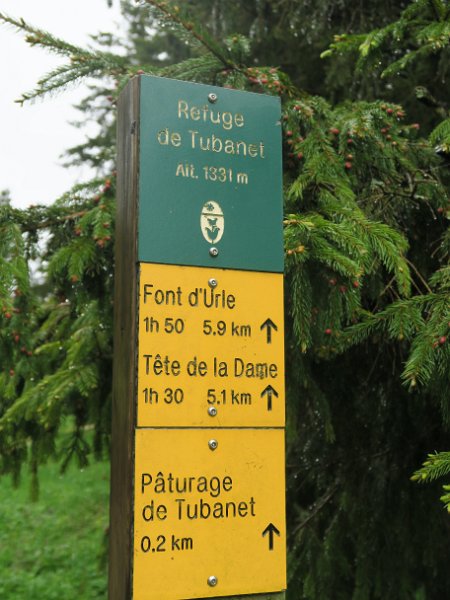 Refuge
de Tubanet
Alt. 1331 m
Font d'Urle
1h 50 5.9 km ↑
Tête de la Dame
1h 30 5.1 km ↑
Pâturage
de Tubanet
0.2 km ↑